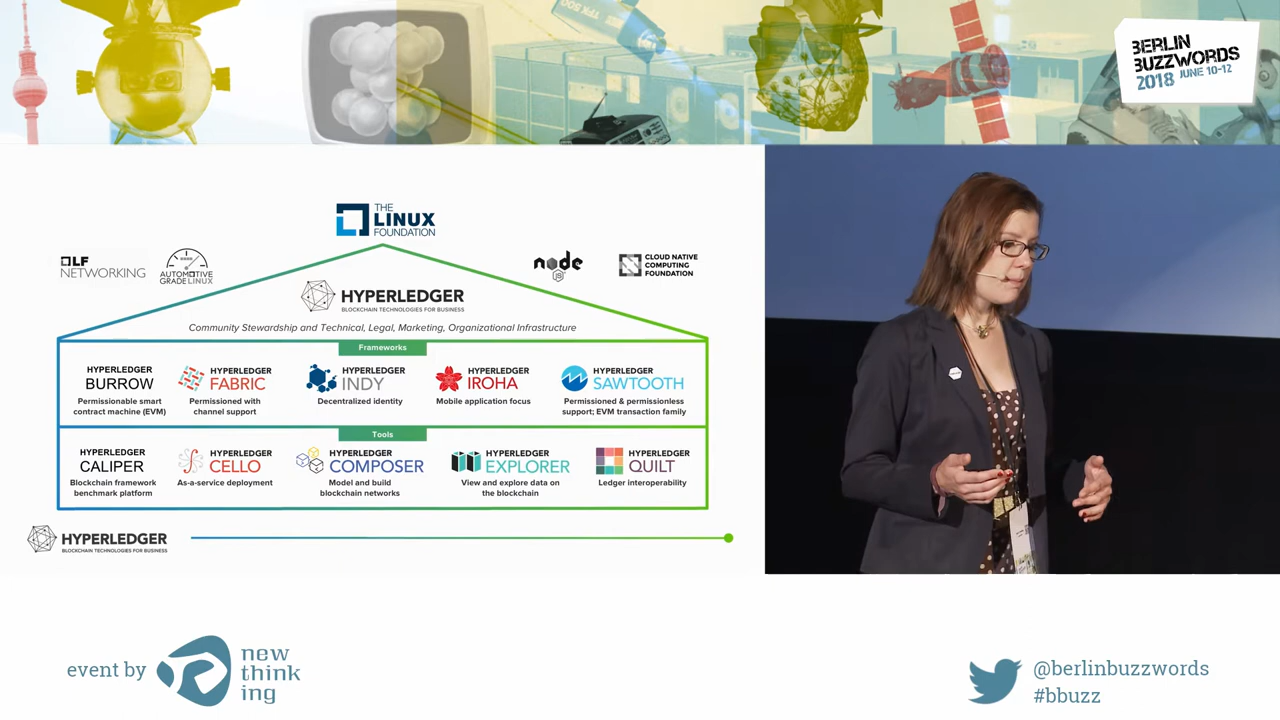 TPX 500
BERLIN
BUZZWORDS
2018 JUNE 10-12
THE
LINUX
FOUNDATION
LF
NETWORKING
AUTOMOTIVE
GRADE LINUX
node
JS
CLOUD NATIVE
COMPUTING
FOUNDATION
HYPERLEDGER
BLOCKCHAIN TECHNOLOGIES FOR BUSINESS
Community Stewardship and Technical, Legal, Marketing, Organizational Infrastructure
Frameworks
HYPERLEDGER
BURROW
Permissionable smart
contract machine (EVM)
HYPERLEDGER
FABRIC
Permissioned with
channel support
HYPERLEDGER
INDY
Decentralized identity
HYPERLEDGER
IROHA
Mobile application focus
HYPERLEDGER
SAWTOOTH
Permissioned & permissionless
support; EVM transaction family
Tools
HYPERLEDGER
CALIPER
Blockchain framework
benchmark platform
HYPERLEDGER
CELLO
As-a-service deployment
HYPERLEDGER
COMPOSER
Model and build
blockchain networks
HYPERLEDGER
EXPLORER
View and explore data on
the blockchain
HYPERLEDGER
QUILT
Ledger interoperability
HYPERLEDGER
BLOCKCHAIN TECHNOLOGIES FOR BUSINESS
event by
new
think
ing
@berlinbuzzwords
#bbuzz